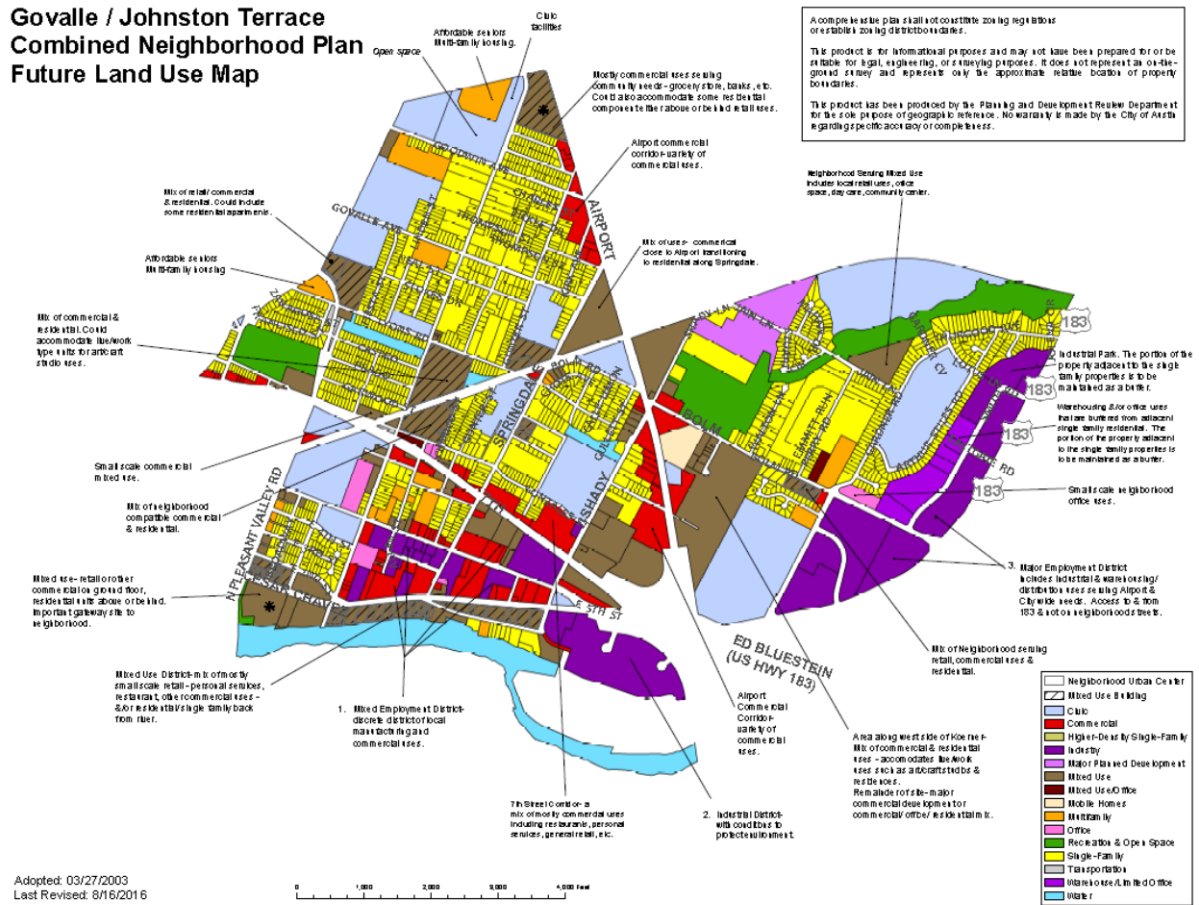 Govalle / Johnston Terrace
Combined Neighborhood Plan
Future Land Use Map
Open space
Affordable seniors
Multi-family housing.
Civic
facilities
Mostly commercial uses serving
community needs - grocery store, banks, etc.
Could also accommodate some residential
component either above or behind retail uses.
A comprehensive plan shall not constitute zoning regulations
or establish zoning district boundaries.
This product is for informational purposes and may not have been prepared for or be
suitable for legal, engineering, or surveying purposes. It does not represent an on-the-
ground survey and represents only the approximate relative location of property
boundaries.
This product has been produced by the Planning and Development Review Department
for the sole purpose of geographic reference. No warranty is made by the City of Austin
regarding specific accuracy or completeness.
Airport commercial
corridor- variety of
commercial uses.
Neighborhood Serving Mixed Use
includes local retail uses, office
space, day care, community center.
Mix of retail/ commercial
& residential. Could include
some residential apartments.
Mix of uses- commerical
close to Airport transitioning
to residential along Springdale.
Affordable seniors
Multi-family housing
Mix of commercial &
residential. Could
accommodate live/work
type units for art/craft
studio uses.
Industrial Park. The portion of the
property adjacent to the single
family properties is to be
maintained as a buffer.
Warehousing &/or office uses
that are buffered from adjacent
single family residential. The
portion of the property adjacent
to the single family properties is
to be maintained as a buffer.
Small scale commercial
mixed use.
Small scale neighborhood
office uses.
Mix of neighborhood
compatible commercial
& residential.
Mixed use- retail or other
commercial on ground floor,
residential units above or behind.
Important gateway site to
neighborhood.
3. Major Employment District
includes industrial & warehousing/
distribution uses serving Airport &
City wide needs. Access to & from
183 & not on neighborhood streets.
Mix of Neighborhood serving
retail, commercial uses &
residential.
Mixed Use District- mix of mostly
small scale retail - personal services,
restaurant, other commercial uses -
&/or residential/single family back
from river.
1. Mixed Employment District-
discrete district of local
manufacturing and
commercial uses.
Airport
Commercial
Corridor-
variety of
commercial
uses.
Area along west side of Koerner-
Mix of commercial & residential
uses - accomodates live/work
uses such as art/craft studios &
residences.
Remainder of site- major
commercial development or
commercial/ office/ residential mix.
7th Street Corridor- a
mix of mostly commercial uses
including restaurants, personal
services, general retail, etc.
2. Industrial District-
with conditions to
protect environment.
GOODWIN AVE
GOVALLE AVE
AIRPORT
SPRINGDALE
BOLM RD
BOLM
SHADY
N PLEASANT VALLEY RD
E 5TH ST
EMMETT RUN
PERRY RD
183
183
183
183
ED BLUESTEIN
(US HWY 183)
Neighborhood Urban Center
Mixed Use Building
Civic
Commercial
Higher-Density Single-Family
Industry
Major Planned Development
Mixed Use
Mixed Use/Office
Mobile Homes
Multifamily
Office
Recreation & Open Space
Single-Family
Transportation
Warehouse/Limited Office
Water
Adopted: 03/27/2003
Last Revised: 8/16/2016
0 1,000 2,000 3,000 4,000 Feet